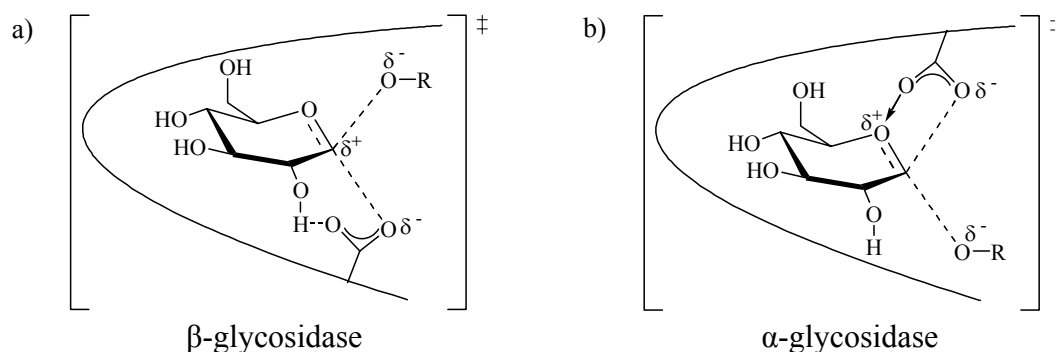 a)
‡
δ-
OH
O–R
HO
O
δ+
HO
O
H
O
O
δ-
β-glycosidase
b)
‡
O
O
δ-
OH
δ+
O
HO
HO
O
H
δ-
O–R
α-glycosidase